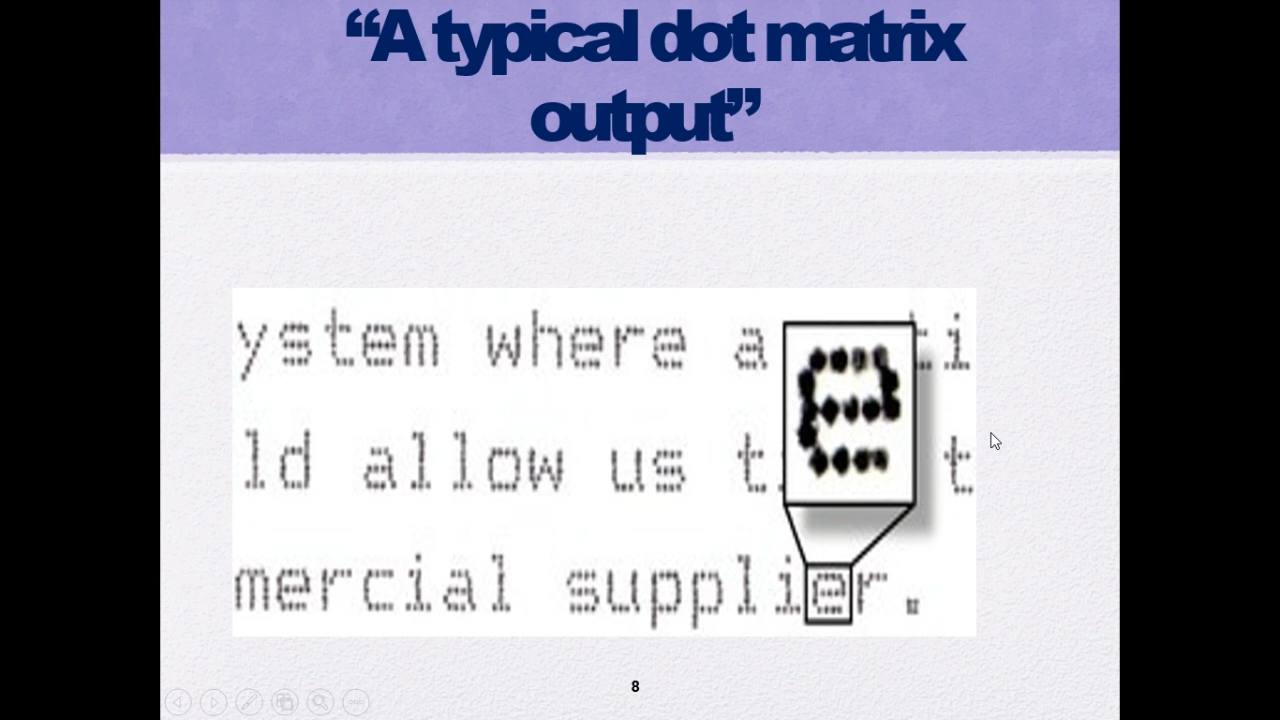 “A typical dot matrix
output”
ystem where a
ld allow us
mercial supplier.
e
8